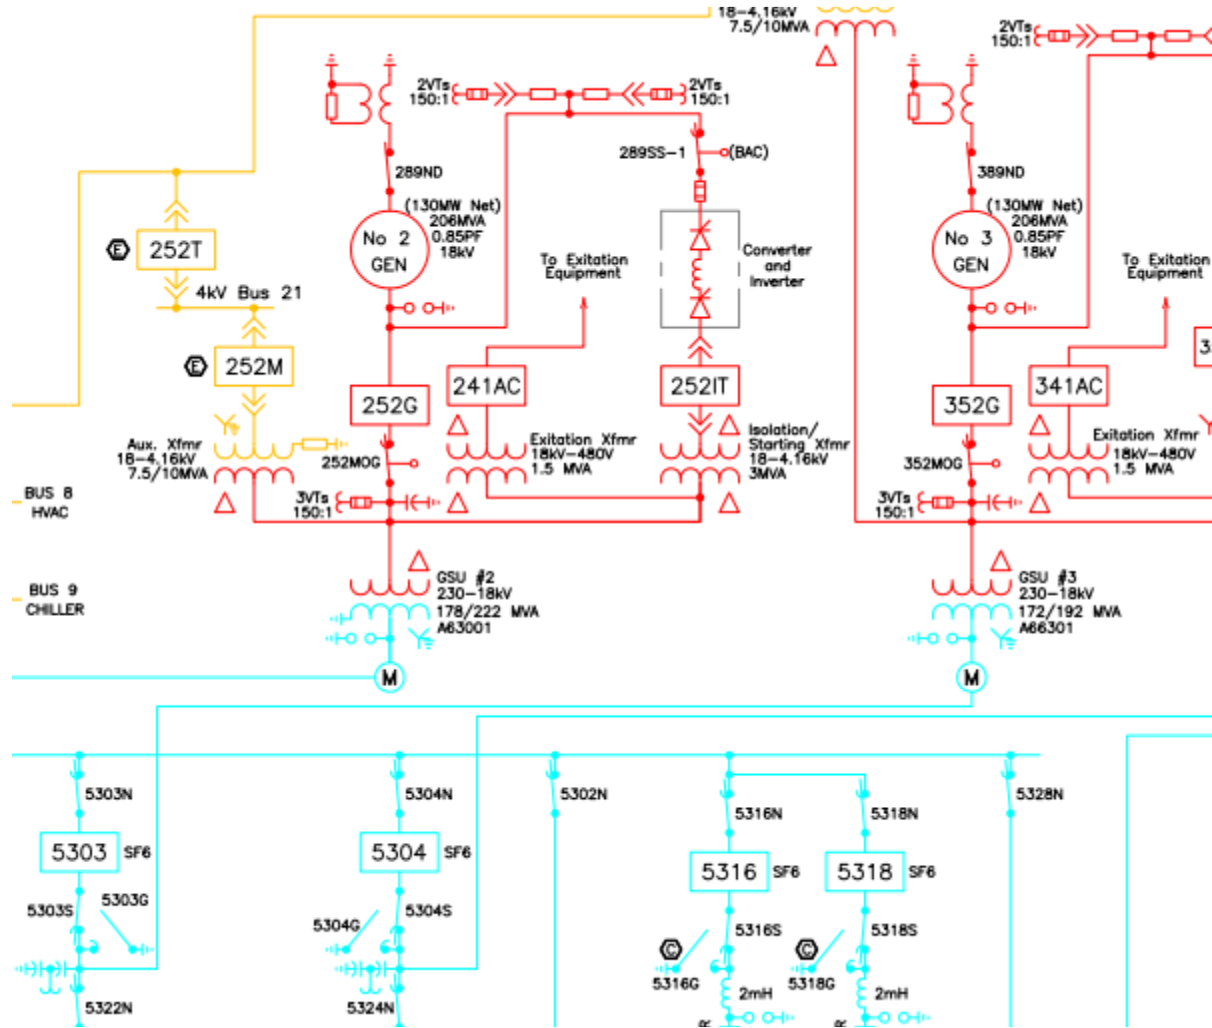 18-4.16kV
7.5/10MVA
2VTs
150:1
2VTs
150:1
2VTs
150:1
289SS-1
(BAC)
289ND
389ND
(130MW Net)
206MVA
0.85PF
18kV
No 2
GEN
(130MW Net)
206MVA
0.85PF
18kV
No 3
GEN
E
252T
To Exitation
Equipment
Converter
and
Inverter
To Exitation
Equipment
4kV Bus 21
E
252M
252G
241AC
252IT
352G
341AC
Aux. Xfmr
18-4.16kV
7.5/10MVA
252MOG
Exitation Xfmr
18kV-480V
1.5 MVA
Isolation/
Starting Xfmr
18-4.16kV
3MVA
352MOG
Exitation Xfmr
18kV-480V
1.5 MVA
BUS 8
HVAC
3VTs
150:1
3VTs
150:1
BUS 9
CHILLER
GSU #2
230-18kV
178/222 MVA
A63001
GSU #3
230-18kV
172/192 MVA
A66301
M
M
5303N
5304N
5302N
5316N
5318N
5328N
5303
SF6
5304
SF6
5316
SF6
5318
SF6
5303S
5303G
5304G
5304S
5316S
5318S
C
C
5316G
5318G
5322N
5324N
2mH
2mH